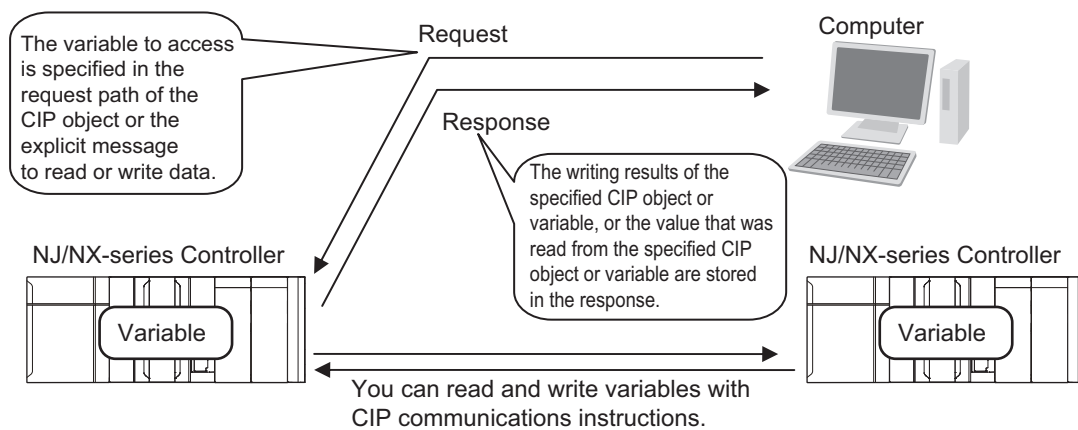 The variable to access
is specified in the
request path of the
CIP object or the
explicit message
to read or write data.
Request
Computer
Response
The writing results of the
specified CIP object or
variable, or the value that was
read from the specified CIP
object or variable are stored
in the response.
NJ/NX-series Controller
NJ/NX-series Controller
Variable
Variable
You can read and write variables with
CIP communications instructions.